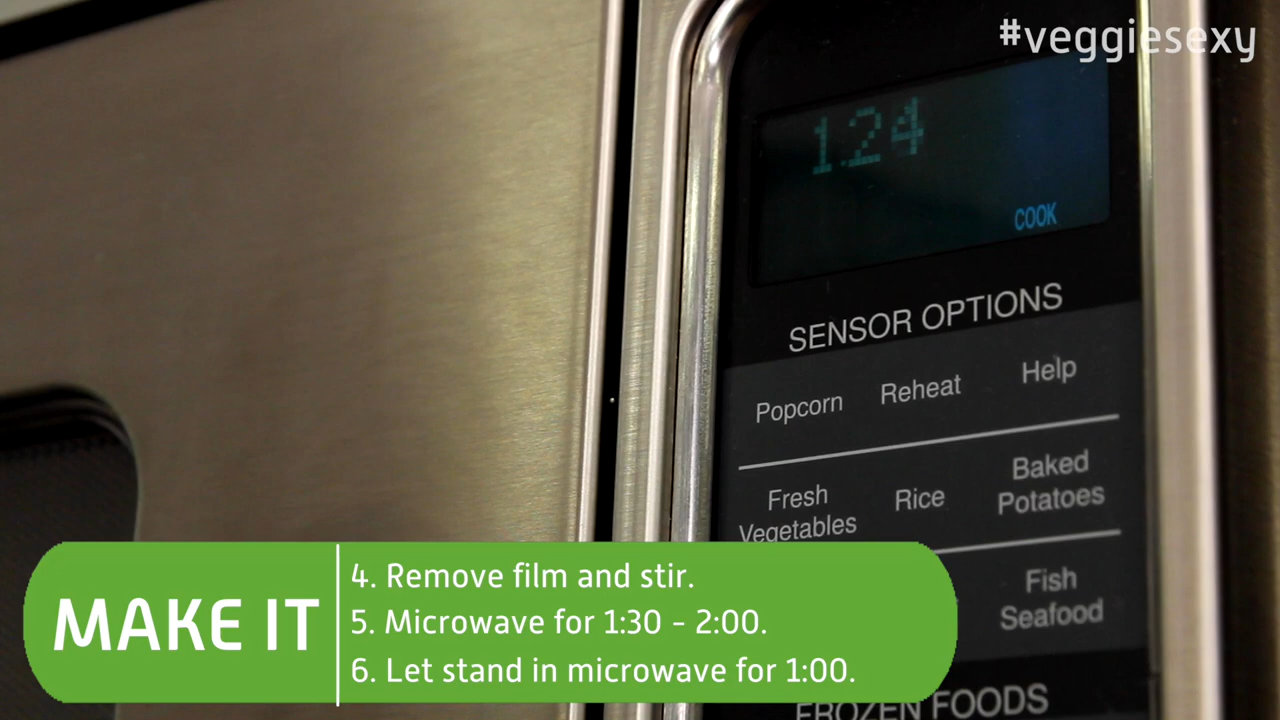 #veggiesexy
1:24
COOK
SENSOR OPTIONS
Popcorn
Reheat
Help
Fresh
Vegetables
Rice
Baked
Potatoes
Fish
Seafood
FROZEN FOODS
MAKE IT
4. Remove film and stir.
5. Microwave for 1:30 - 2:00.
6. Let stand in microwave for 1:00.